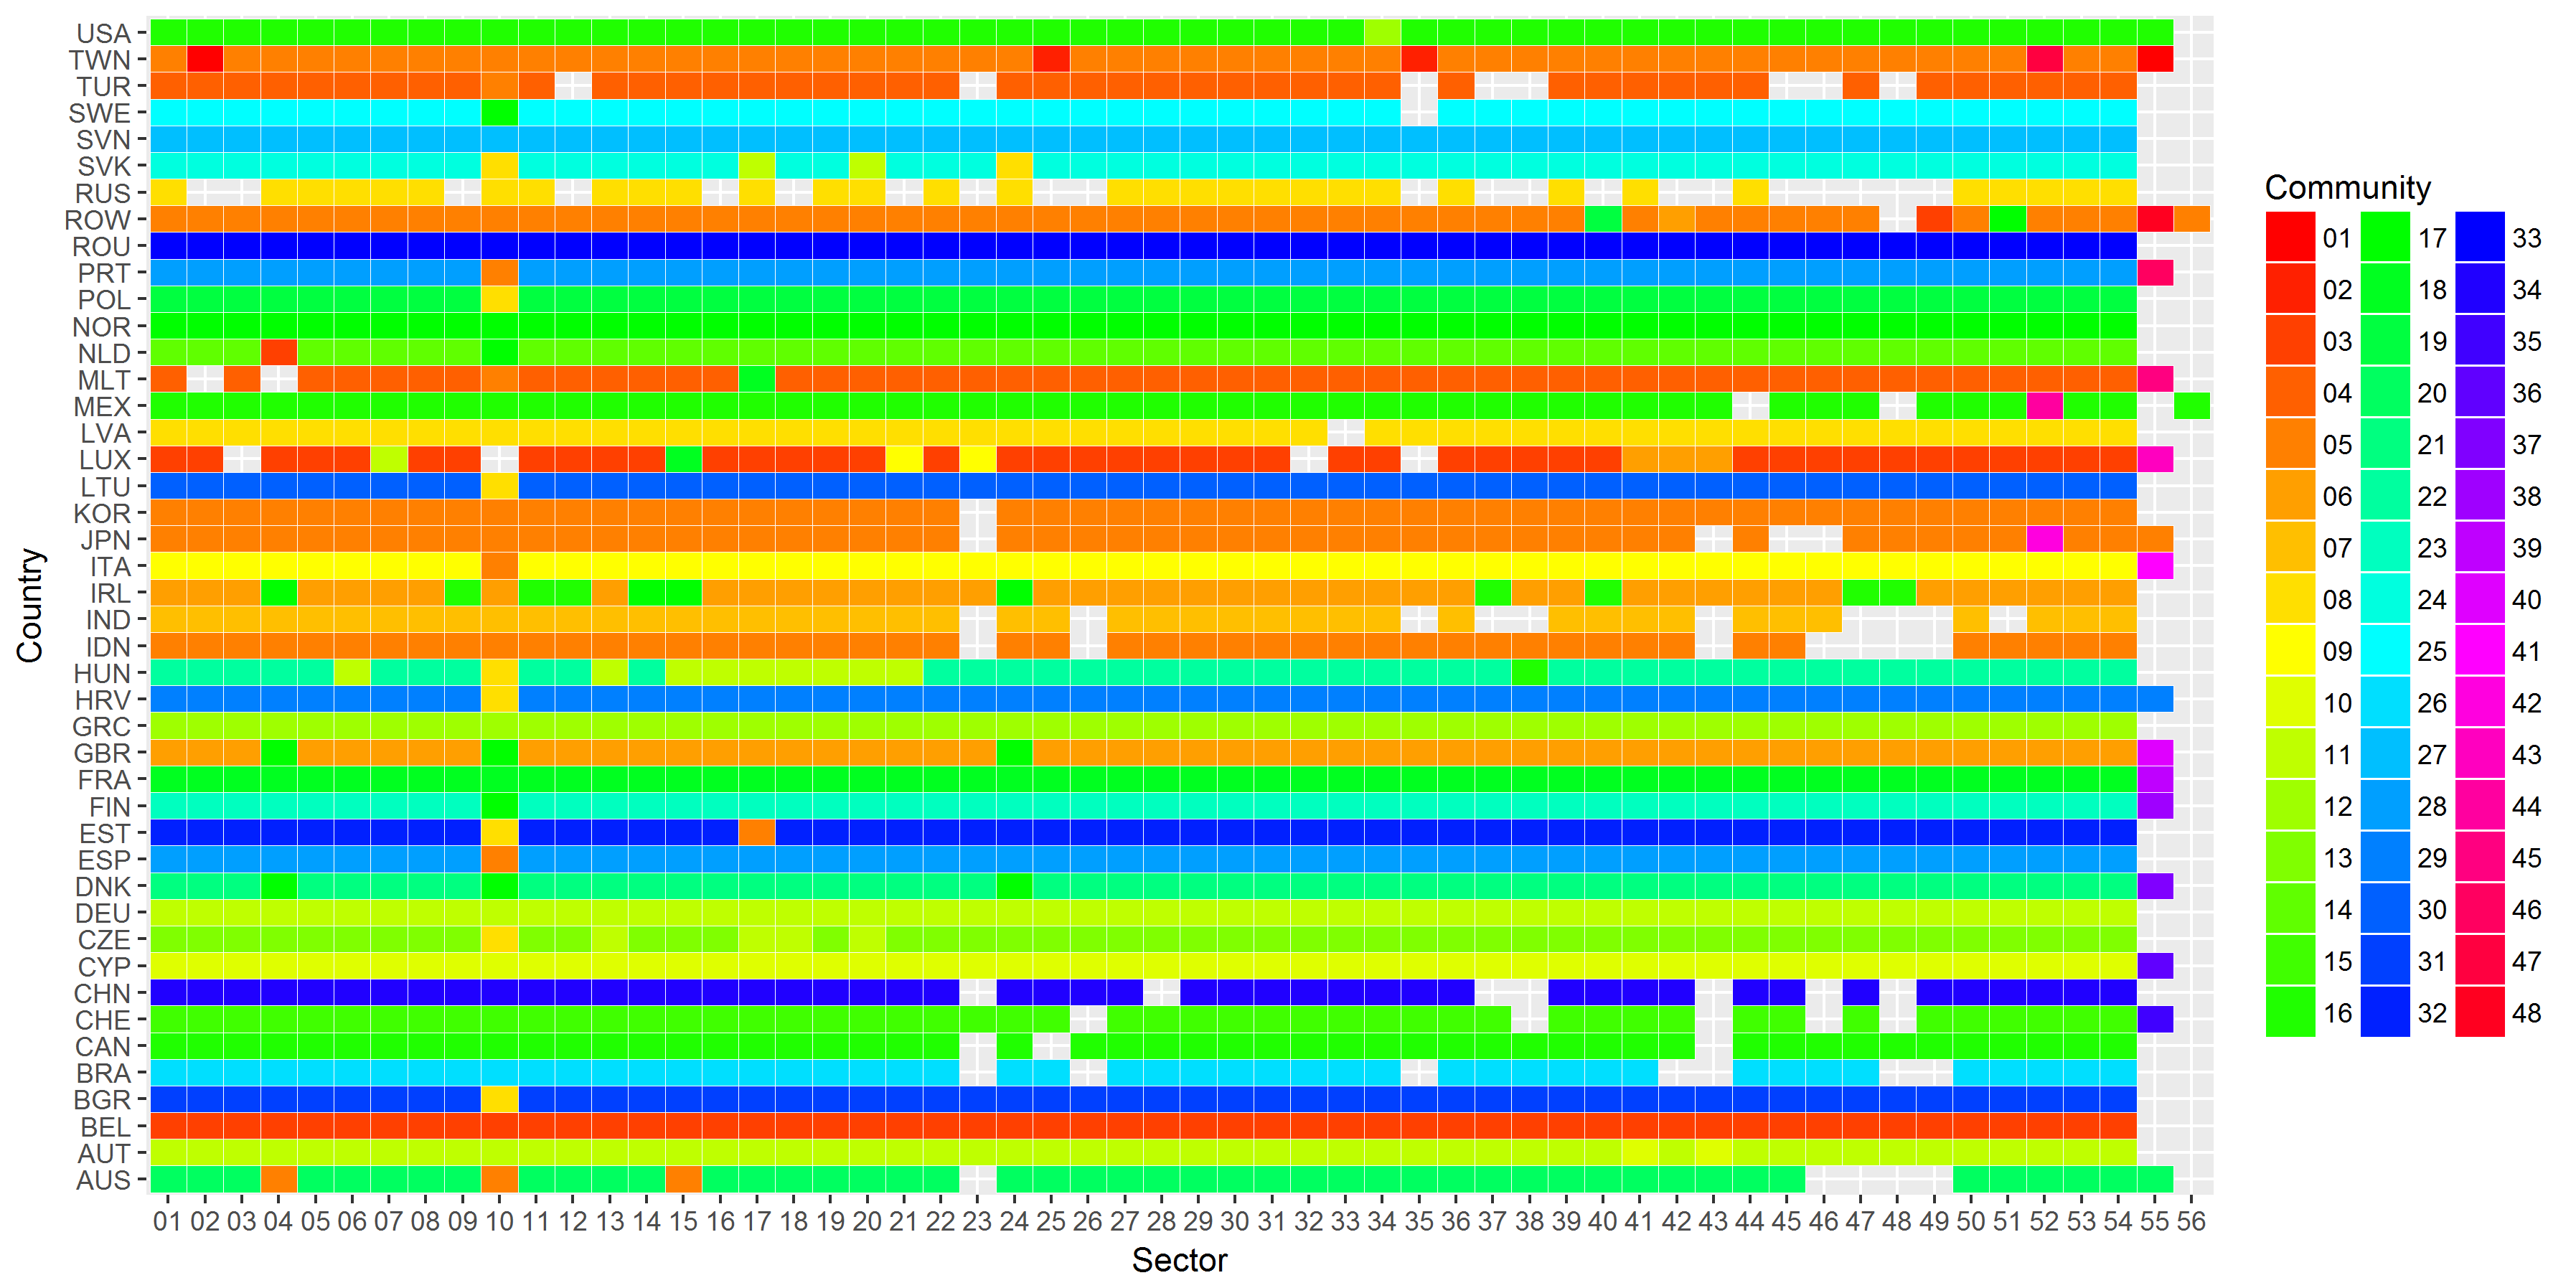 Country
USA
TWN
TUR
SWE
SVN
SVK
RUS
ROW
ROU
PRT
POL
NOR
NLD
MLT
MEX
LVA
LUX
LTU
KOR
JPN
ITA
IRL
IND
IDN
HUN
HRV
GRC
GBR
FRA
FIN
EST
ESP
DNK
DEU
CZE
CYP
CHN
CHE
CAN
BRA
BGR
BEL
AUT
AUS
01 02 03 04 05 06 07 08 09 10 11 12 13 14 15 16 17 18 19 20 21 22 23 24 25 26 27 28 29 30 31 32 33 34 35 36 37 38 39 40 41 42 43 44 45 46 47 48 49 50 51 52 53 54 55 56
Sector
Community
01 17 33
02 18 34
03 19 35
04 20 36
05 21 37
06 22 38
07 23 39
08 24 40
09 25 41
10 26 42
11 27 43
12 28 44
13 29 45
14 30 46
15 31 47
16 32 48